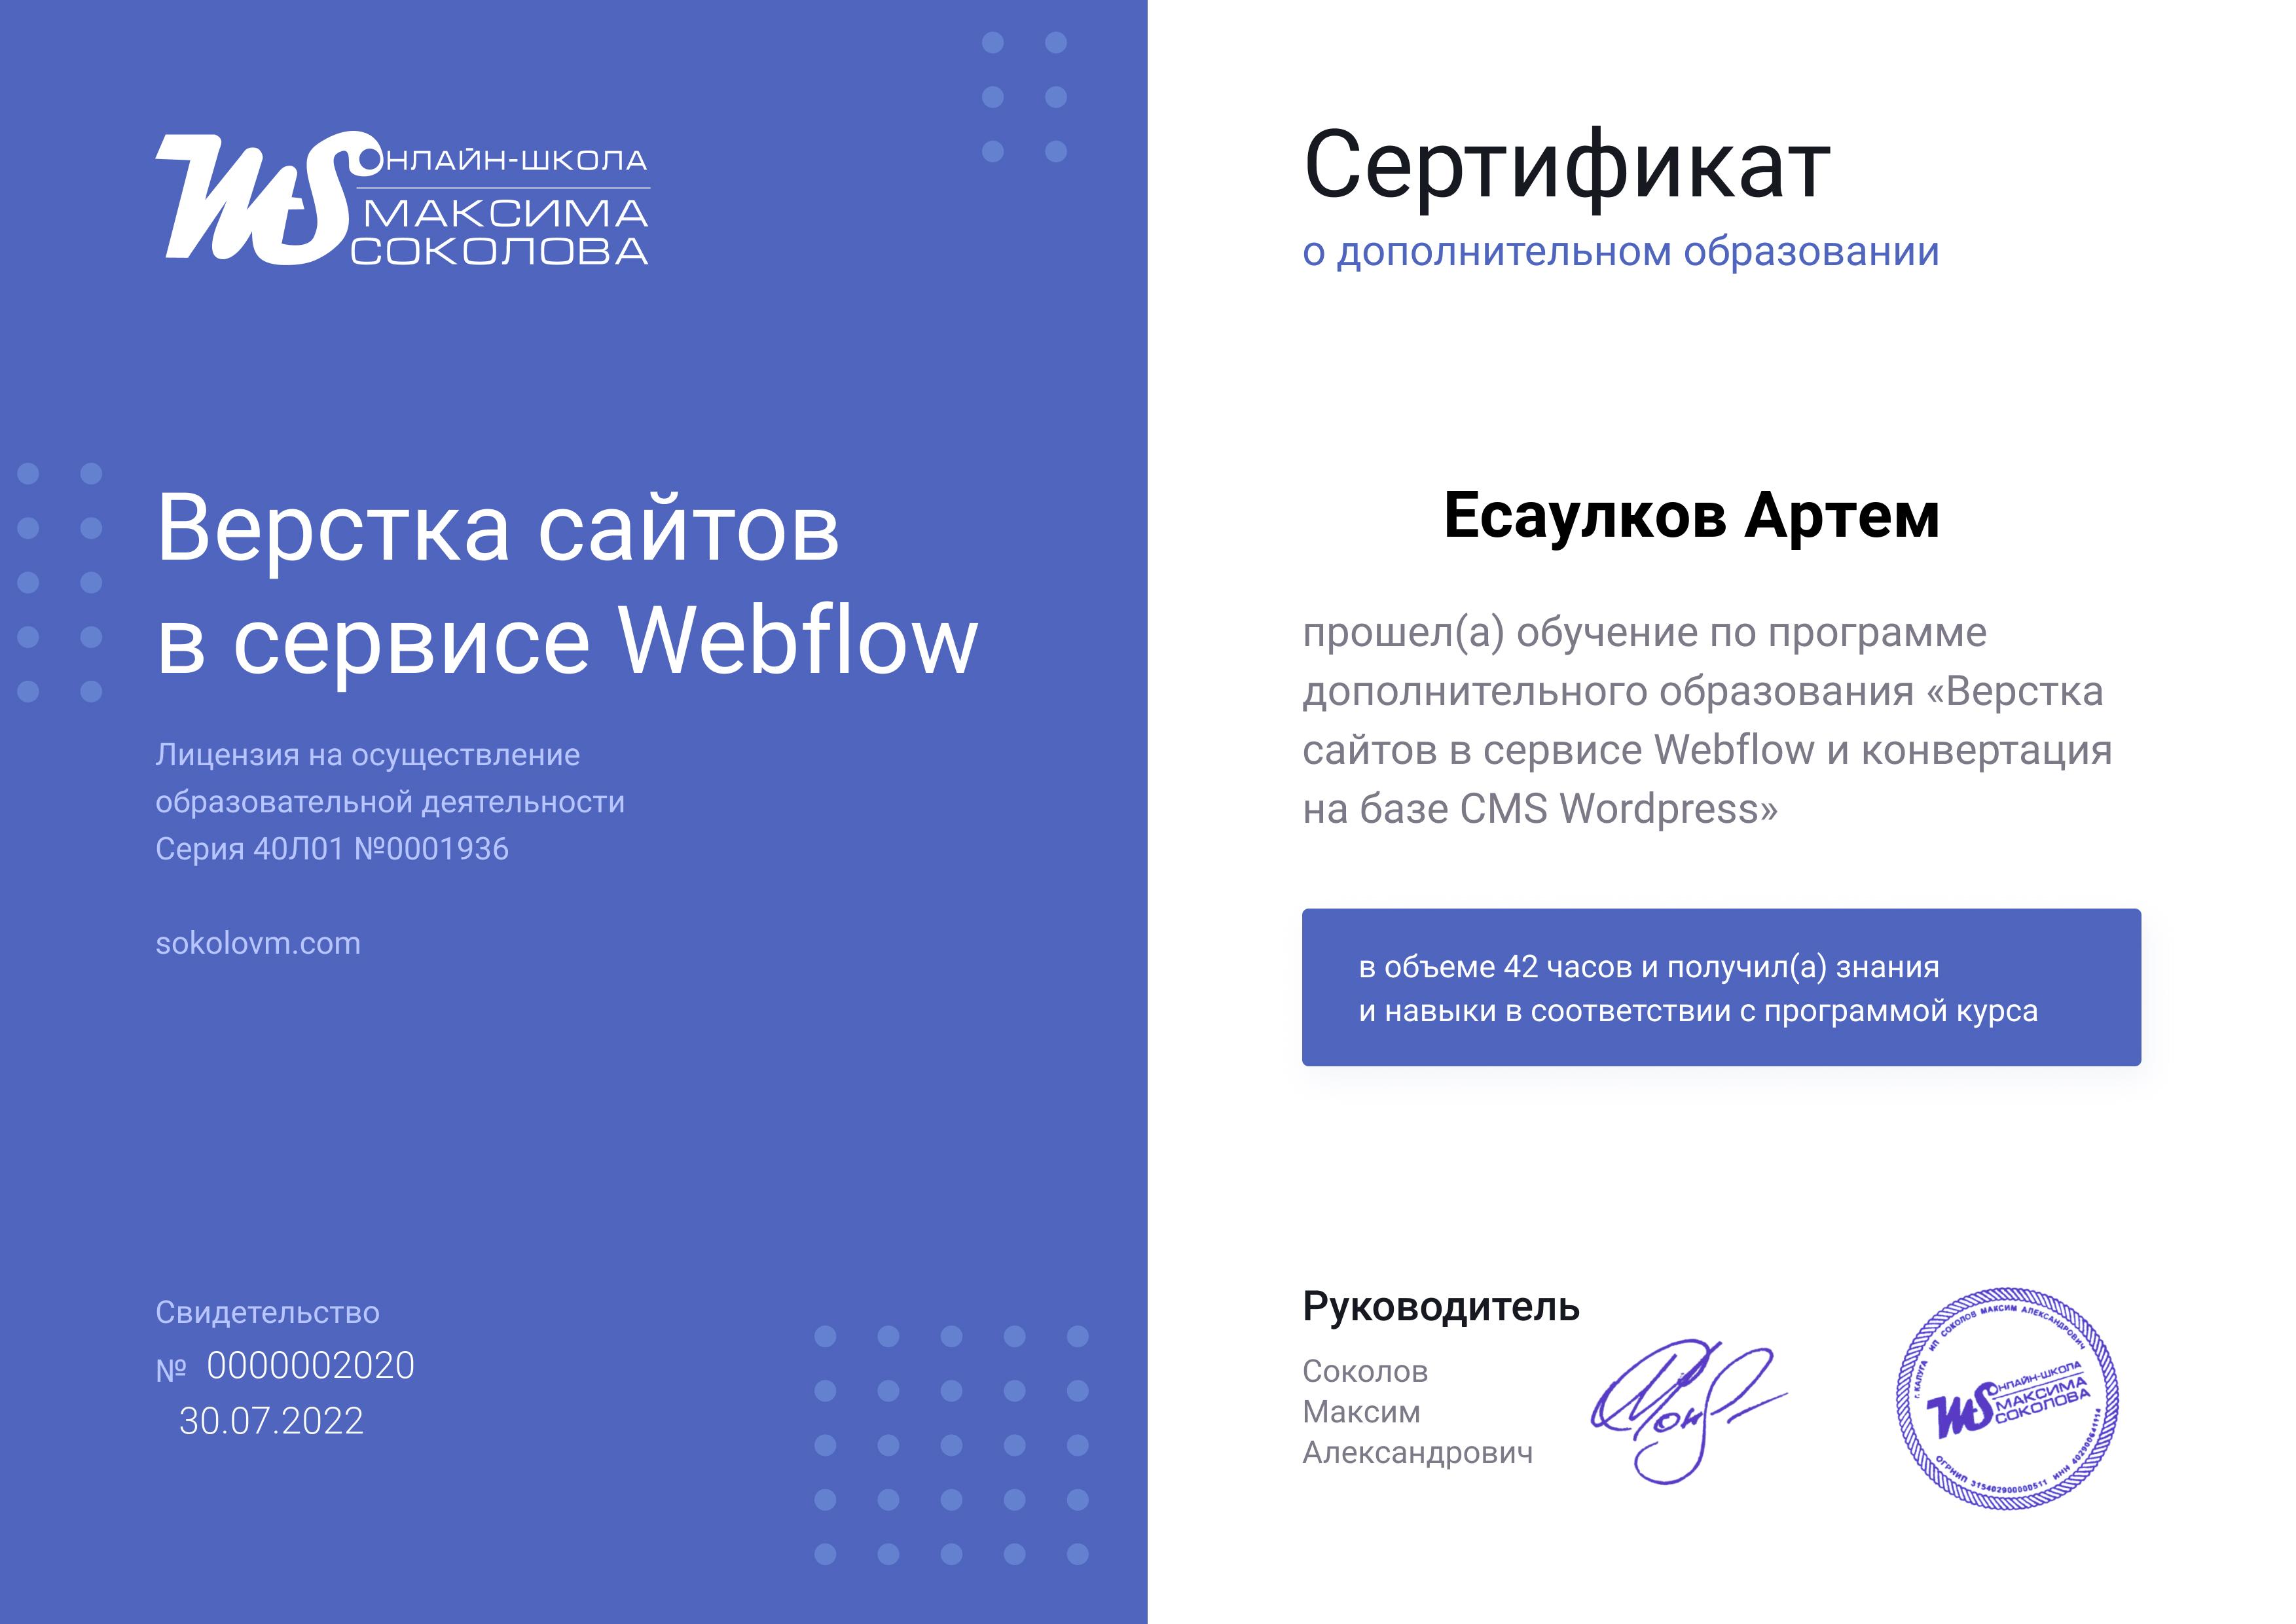 Онлайн-школа
Максима
Соколова
Верстка сайтов
в сервисе Webflow
Лицензия на осуществление
образовательной деятельности
Серия 40Л01 №0001936
sokolovm.com
Свидетельство
№ 0000002020
30.07.2022
Сертификат
о дополнительном образовании
Есаулков Артем
прошел(а) обучение по программе
дополнительного образования «Верстка
сайтов в сервисе Webflow и конвертация
на базе CMS Wordpress»
в объеме 42 часов и получил(а) знания
и навыки в соответствии с программой курса
Руководитель
Соколов
Максим
Александрович
г. КАЛУГА ИП СОКОЛОВ МАКСИМ АЛЕКСАНДРОВИЧ
Онлайн-школа
Максима
Соколова
ОГРНИП 315402900000511 ИНН 402900641114